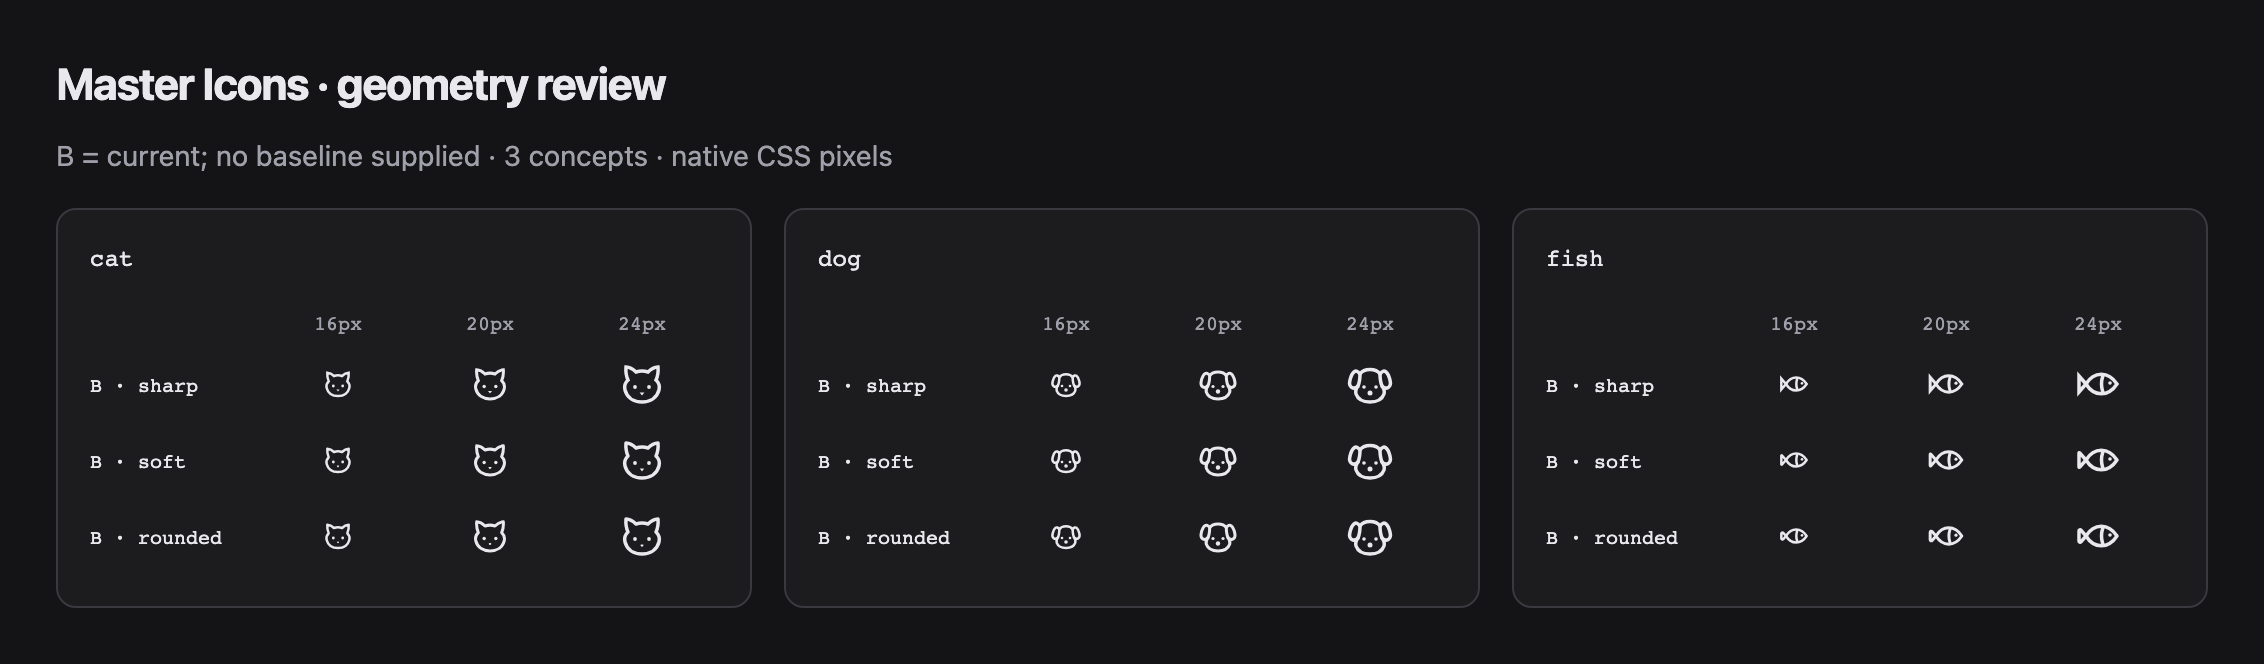 Master Icons · geometry review
B = current; no baseline supplied · 3 concepts · native CSS pixels
cat
16px 20px 24px
B · sharp
B · soft
B · rounded
dog
16px 20px 24px
B · sharp
B · soft
B · rounded
fish
16px 20px 24px
B · sharp
B · soft
B · rounded